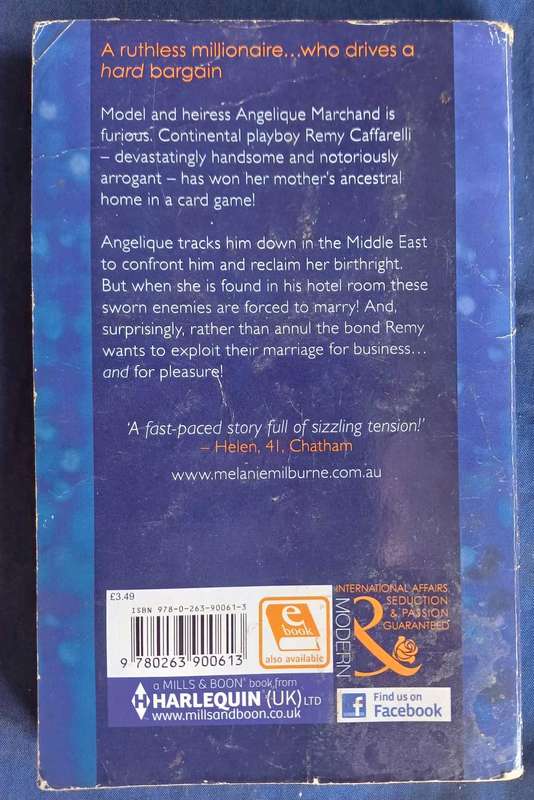 A ruthless millionaire...who drives a
hard bargain
Model and heiress Angelique Marchand is
furious. Continental playboy Remy Caffarelli
– devastatingly handsome and notoriously
arrogant – has won her mother's ancestral
home in a card game!
Angelique tracks him down in the Middle East
to confront him and reclaim her birthright.
But when she is found in his hotel room these
sworn enemies are forced to marry! And,
surprisingly, rather than annul the bond Remy
wants to exploit their marriage for business...
and for pleasure!
'A fast-paced story full of sizzling tension!'
– Helen, 41, Chatham
www.melaniemilburne.com.au
£3.49
ISBN 978-0-263-90061-3
9 780263 900613
e
book
also available
INTERNATIONAL AFFAIRS
SEDUCTION
& PASSION
GUARANTEED
MODERN
a MILLS & BOON® book from
HARLEQUIN (UK) LTD
www.millsandboon.co.uk
f
Find us on
Facebook